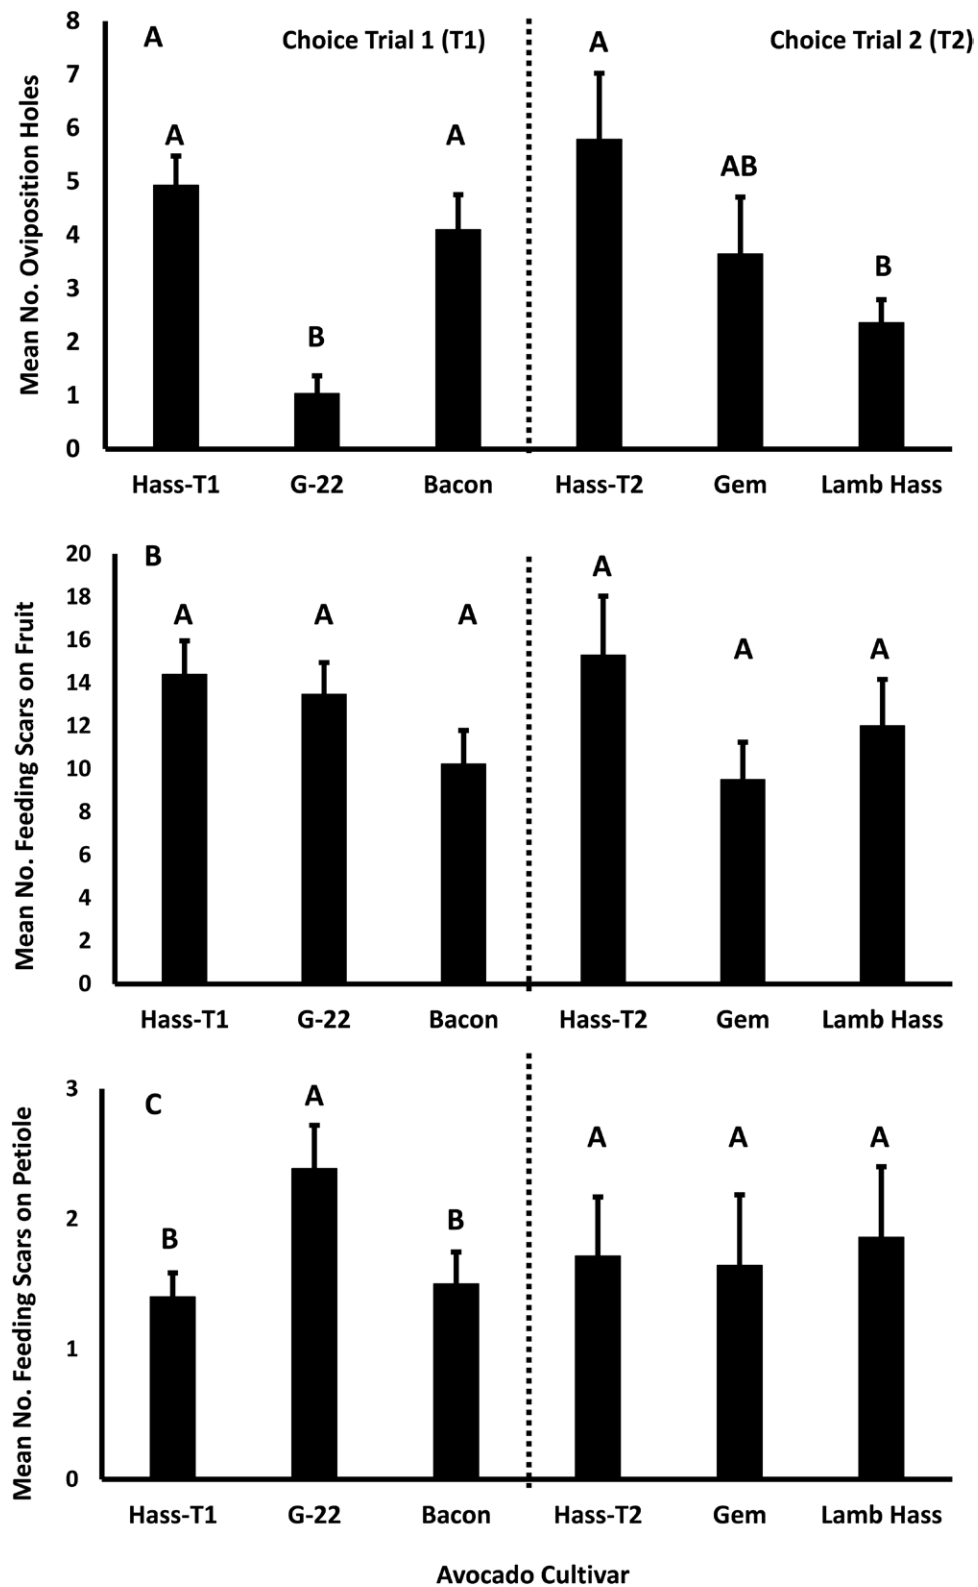 A
Choice Trial 1 (T1)
Choice Trial 2 (T2)
Mean No. Oviposition Holes
8
7
6
5
4
3
2
1
0
A
B
A
A
AB
B
Hass-T1 G-22 Bacon Hass-T2 Gem Lamb Hass
B
Mean No. Feeding Scars on Fruit
20
18
16
14
12
10
8
6
4
2
0
A
A
A
A
A
A
Hass-T1 G-22 Bacon Hass-T2 Gem Lamb Hass
C
Mean No. Feeding Scars on Petiole
3
2
1
0
B
A
B
A
A
A
Hass-T1 G-22 Bacon Hass-T2 Gem Lamb Hass
Avocado Cultivar